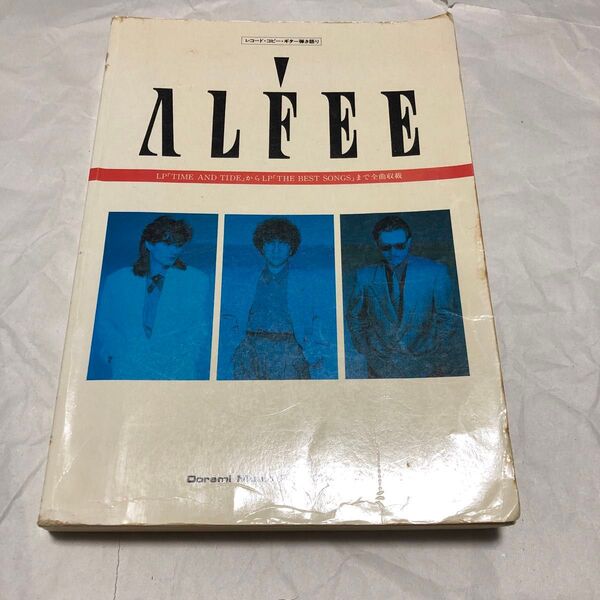 レコード・コピー・ギター弾き語り
ALFEE
LP「TIME AND TIDE」からLP「THE BEST SONGS」まで全曲収載
Doremi